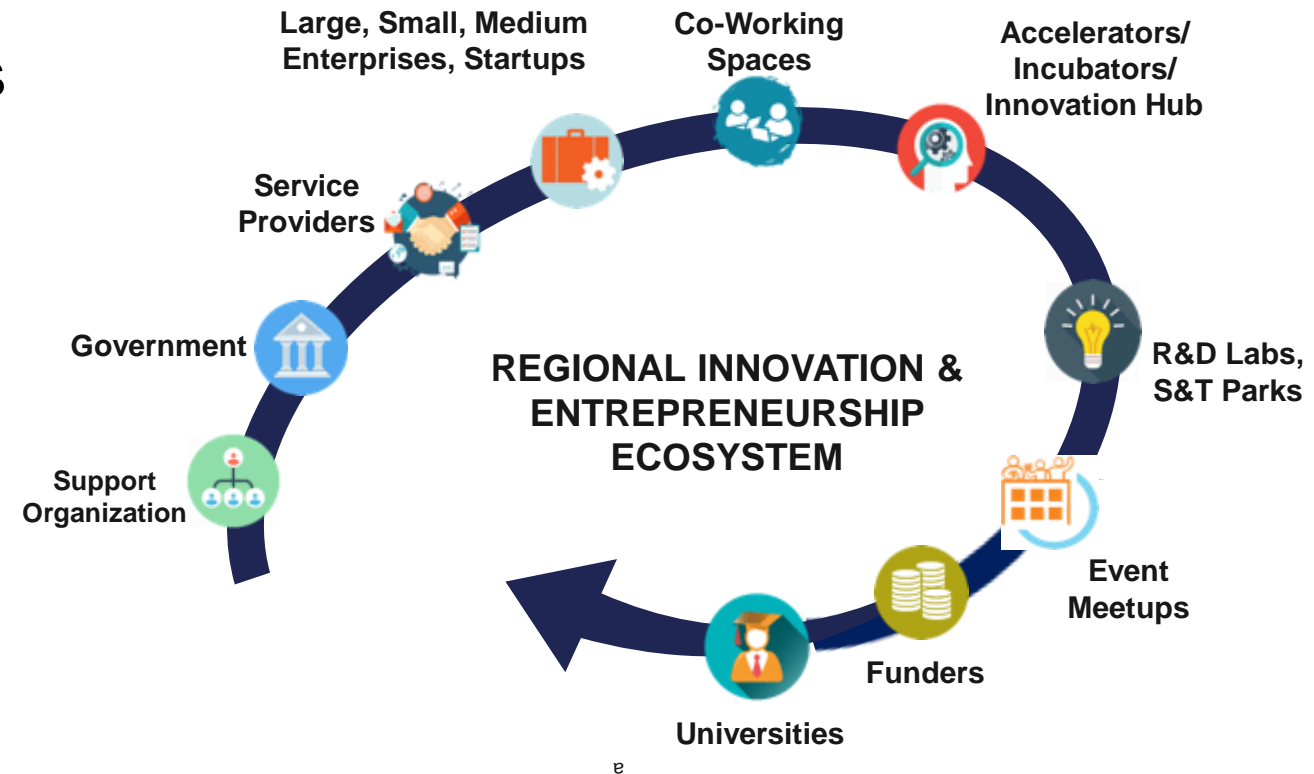 s
Large, Small, Medium
Enterprises, Startups
Co-Working
Spaces
Accelerators/
Incubators/
Innovation Hub
Service
Providers
Government
REGIONAL INNOVATION &
ENTREPRENEURSHIP
ECOSYSTEM
R&D Labs,
S&T Parks
Support
Organization
Event
Meetups
Funders
Universities